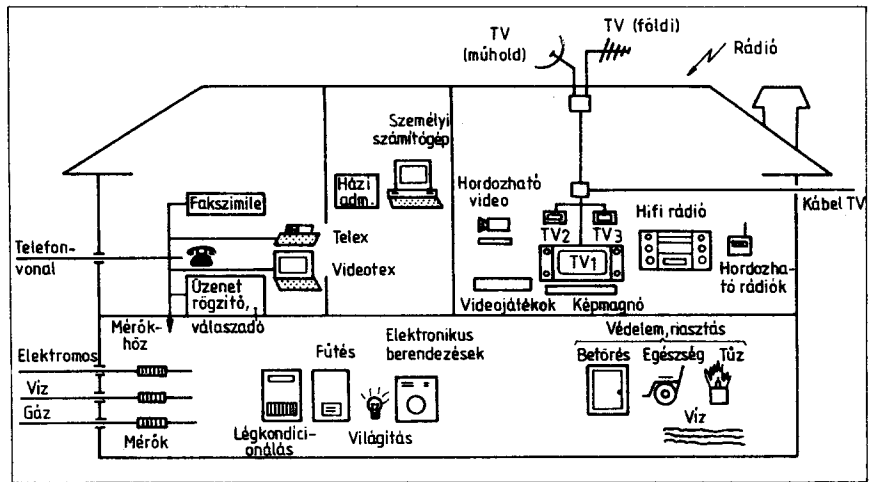 TV
(műhold)
TV (földi)
Rádió
Személyi
számítógép
Házi
adm.
Hordozható
video
Fakszimile
Kábel TV
Hifi rádió
TV2
TV3
Telex
Telefon-
vonal
Videotex
TV1
Hordozha-
tó rádiók
Üzenet
rögzítő,
válaszadó
Videojátékok
Képmagnó
Mérők-
höz
Elektronikus
berendezések
Védelem, riasztás
Fűtés
Betörés
Egészség
Tűz
Elektromos
Víz
Gáz
Mérők
Légkondici-
onálás
Világítás
Víz